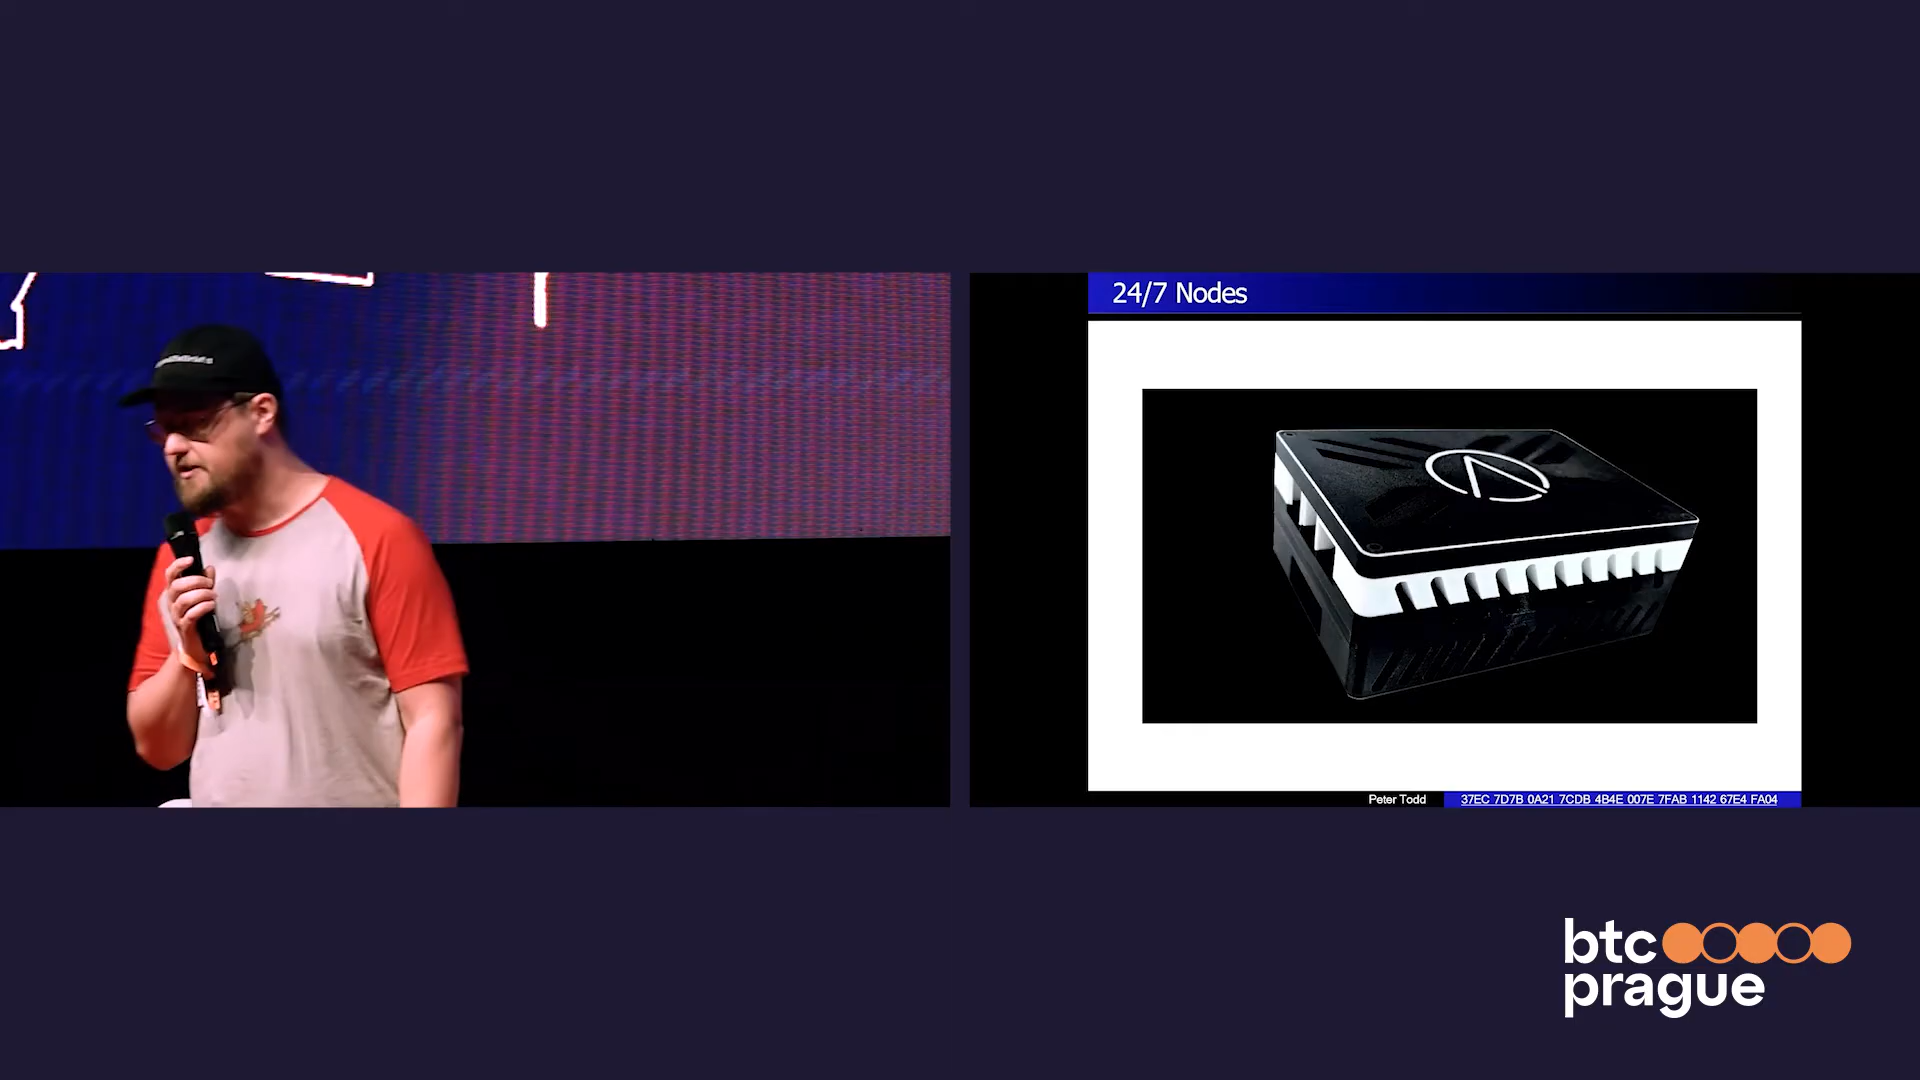 24/7 Nodes
Peter Todd
37EC 7D7B 0A21 7CDB 4B4E 007E 7FAB 1142 67E4 FA04
btc
prague